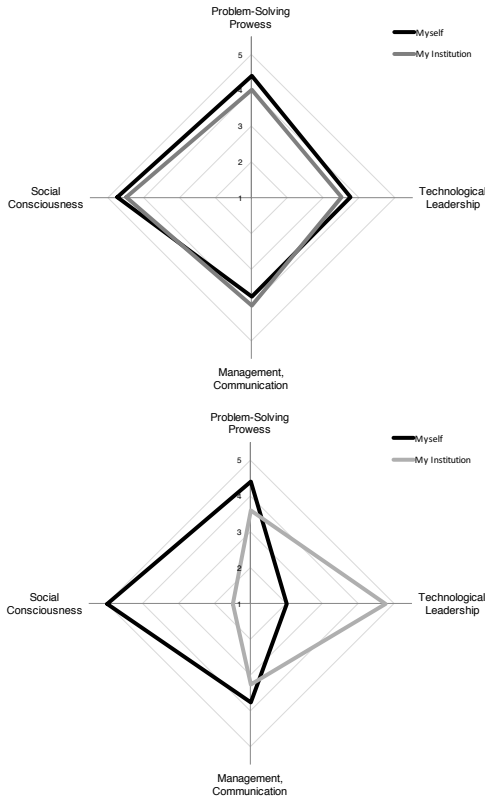 Problem-Solving
Prowess
Myself
My Institution
5
4
3
2
1
Social
Consciousness
Technological
Leadership
Management,
Communication
Problem-Solving
Prowess
Myself
My Institution
5
4
3
2
1
Social
Consciousness
Technological
Leadership
Management,
Communication